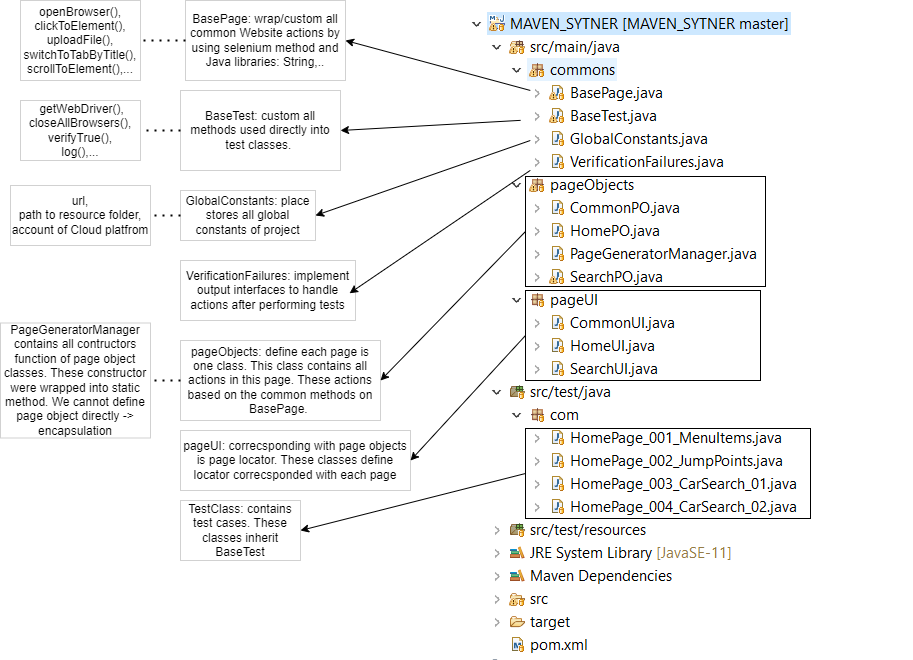 openBrowser(),
clickToElement(),
uploadFile(),
switchToTabByTitle(),
scrollToElement(),...
BasePage: wrap/custom all
common Website actions by
using selenium method and
Java libraries: String,..
getWebDriver(),
closeAllBrowsers(),
verifyTrue(),
log(),...
BaseTest: custom all
methods used directly into
test classes.
url,
path to resource folder,
account of Cloud platfrom
GlobalConstants: place
stores all global
constants of project
VerificationFailures: implement
output interfaces to handle
actions after performing tests
PageGeneratorManager
contains all contructors
function of page object
classes. These constructor
were wrapped into static
method. We cannot define
page object directly ->
encapsulation
pageObjects: define each page is
one class. This class contains all
actions in this page. These actions
based on the common methods on
BasePage.
pageUI: correcsponding with page objects
is page locator. These classes define
locator correcsponded with each page
TestClass: contains
test cases. These
classes inherit
BaseTest
MAVEN_SYTNER [MAVEN_SYTNER master]
src/main/java
commons
BasePage.java
BaseTest.java
GlobalConstants.java
VerificationFailures.java
pageObjects
CommonPO.java
HomePO.java
PageGeneratorManager.java
SearchPO.java
pageUI
CommonUI.java
HomeUI.java
SearchUI.java
src/test/java
com
HomePage_001_MenuItems.java
HomePage_002_JumpPoints.java
HomePage_003_CarSearch_01.java
HomePage_004_CarSearch_02.java
src/test/resources
JRE System Library [JavaSE-11]
Maven Dependencies
src
target
pom.xml